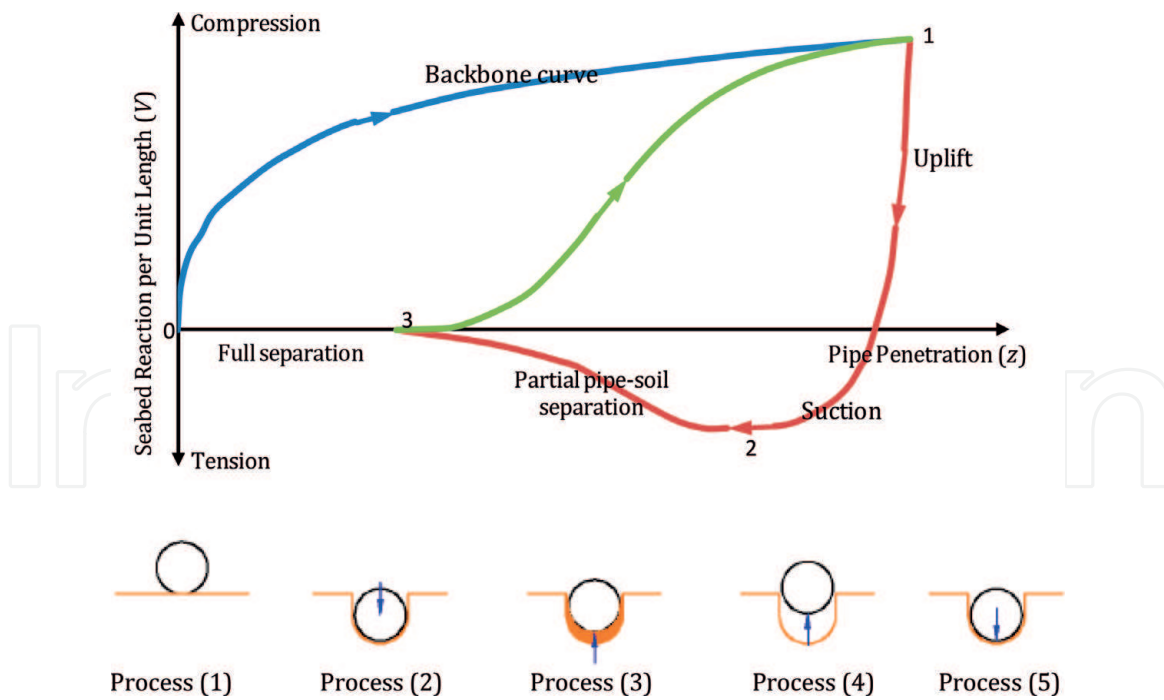 Compression
1
Backbone curve
Uplift
Seabed Reaction per Unit Length (V)
0
3
Full separation
Pipe Penetration (z)
Partial pipe-soil
separation
Suction
2
Tension
In
n
Process (1)
Process (2)
Process (3)
Process (4)
Process (5)